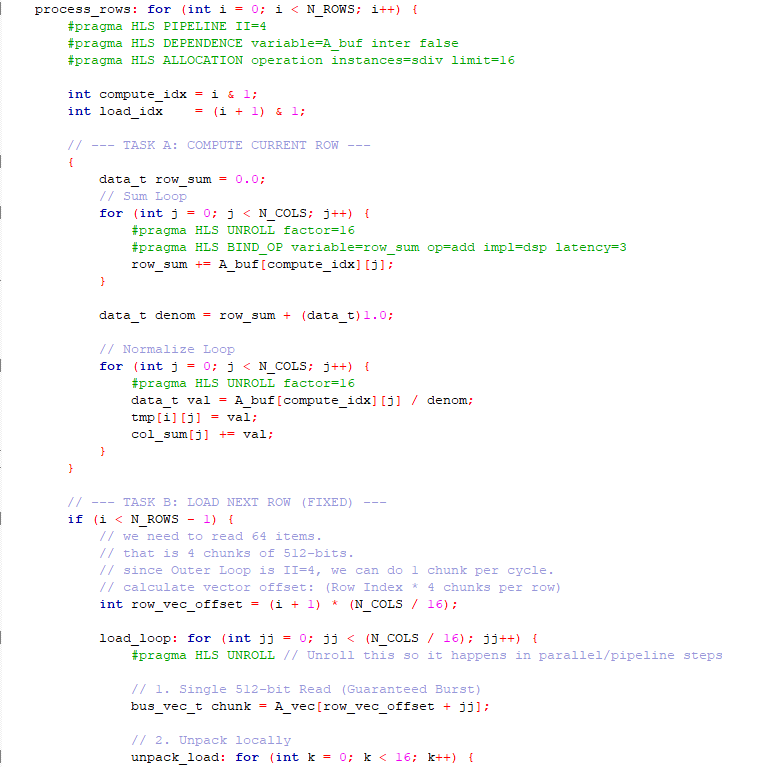 process_rows: for (int i = 0; i < N_ROWS; i++) {
#pragma HLS PIPELINE II=4
#pragma HLS DEPENDENCE variable=A_buf inter false
#pragma HLS ALLOCATION operation instances=sdiv limit=16
int compute_idx = i & 1;
int load_idx    = (i + 1) & 1;
// --- TASK A: COMPUTE CURRENT ROW ---
{
data_t row_sum = 0.0;
// Sum Loop
for (int j = 0; j < N_COLS; j++) {
#pragma HLS UNROLL factor=16
#pragma HLS BIND_OP variable=row_sum op=add impl=dsp latency=3
row_sum += A_buf[compute_idx][j];
}
data_t denom = row_sum + (data_t)1.0;
// Normalize Loop
for (int j = 0; j < N_COLS; j++) {
#pragma HLS UNROLL factor=16
data_t val = A_buf[compute_idx][j] / denom;
tmp[i][j] = val;
col_sum[j] += val;
}
}
// --- TASK B: LOAD NEXT ROW (FIXED) ---
if (i < N_ROWS - 1) {
// we need to read 64 items.
// that is 4 chunks of 512-bits.
// since Outer Loop is II=4, we can do 1 chunk per cycle.
// calculate vector offset: (Row Index * 4 chunks per row)
int row_vec_offset = (i + 1) * (N_COLS / 16);
load_loop: for (int jj = 0; jj < (N_COLS / 16); jj++) {
#pragma HLS UNROLL // Unroll this so it happens in parallel/pipeline steps
// 1. Single 512-bit Read (Guaranteed Burst)
bus_vec_t chunk = A_vec[row_vec_offset + jj];
// 2. Unpack locally
unpack_load: for (int k = 0; k < 16; k++) {